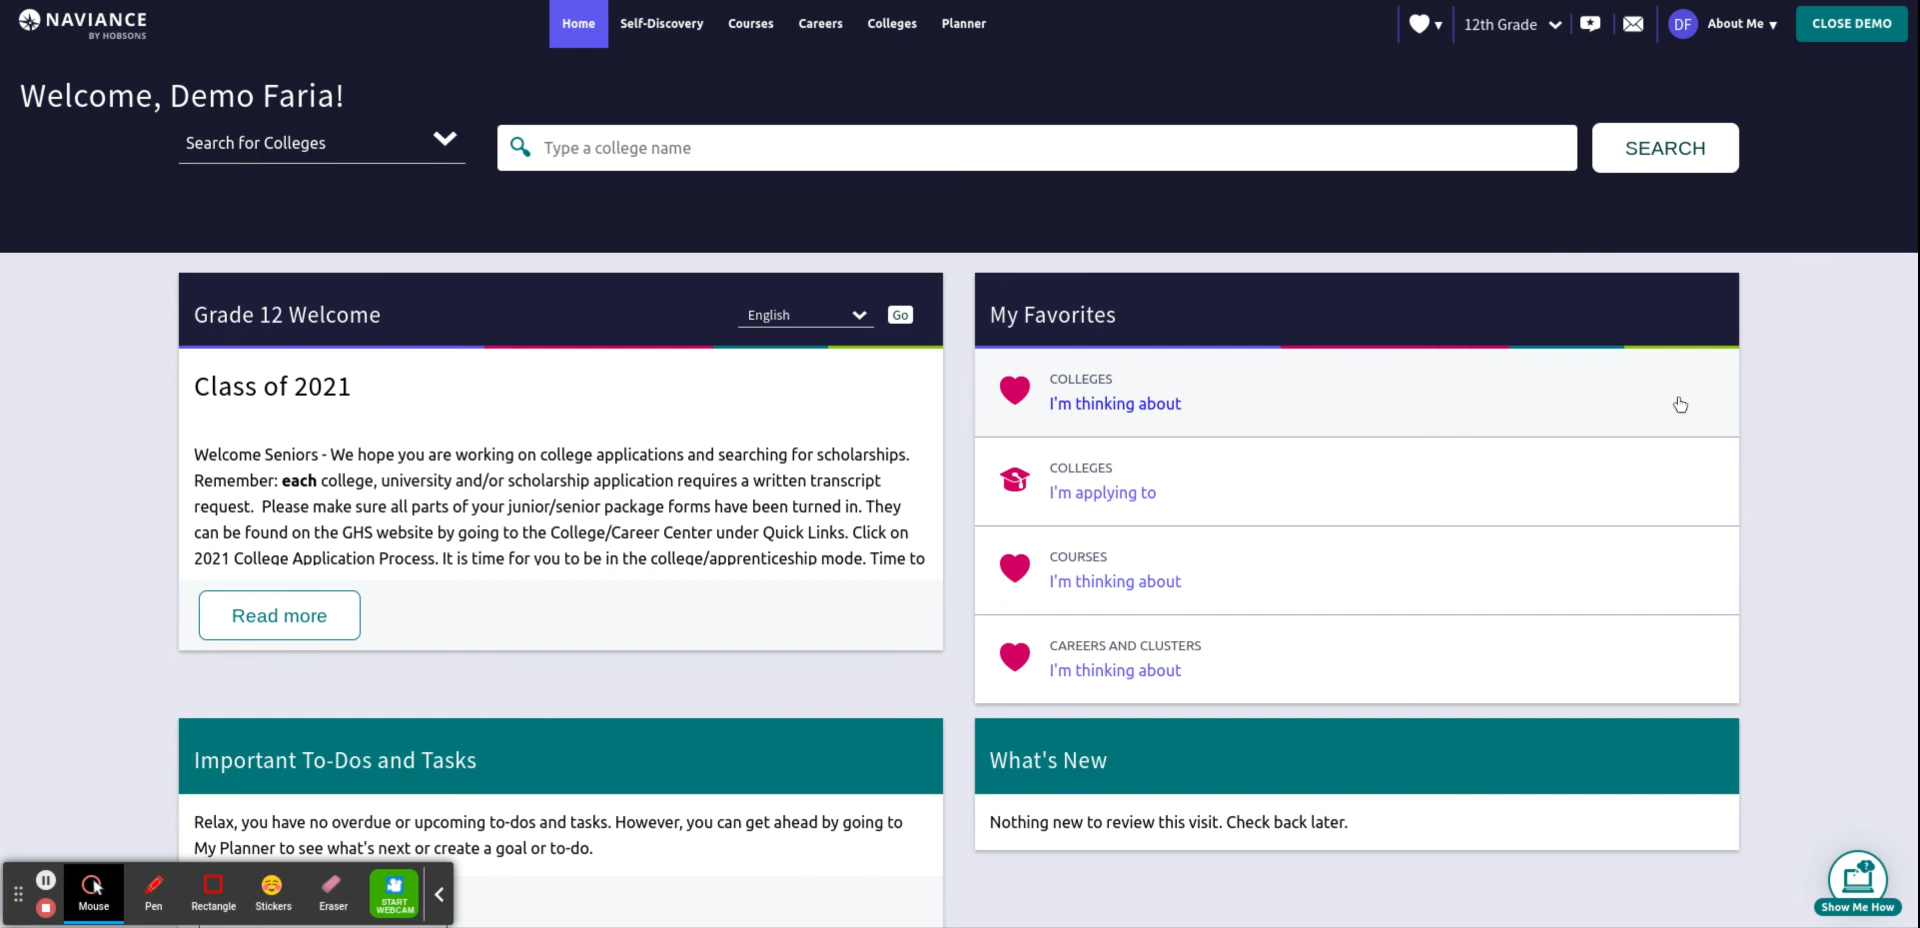 NAVIANCE
BY HOBSONS
Home
Self-Discovery
Courses
Careers
Colleges
Planner
12th Grade
DF
About Me
CLOSE DEMO
Welcome, Demo Faria!
Search for Colleges
Type a college name
SEARCH
Grade 12 Welcome
English
Go
Class of 2021
Welcome Seniors - We hope you are working on college applications and searching for scholarships.
Remember: each college, university and/or scholarship application requires a written transcript
request.  Please make sure all parts of your junior/senior package forms have been turned in. They
can be found on the GHS website by going to the College/Career Center under Quick Links. Click on
2021 College Application Process. It is time for you to be in the college/apprenticeship mode. Time to
Read more
My Favorites
COLLEGES
I'm thinking about
COLLEGES
I'm applying to
COURSES
I'm thinking about
CAREERS AND CLUSTERS
I'm thinking about
Important To-Dos and Tasks
Relax, you have no overdue or upcoming to-dos and tasks. However, you can get ahead by going to
My Planner to see what's next or create a goal or to-do.
What's New
Nothing new to review this visit. Check back later.
Mouse
Pen
Rectangle
Stickers
Eraser
START
WEBCAM
?
Show Me How